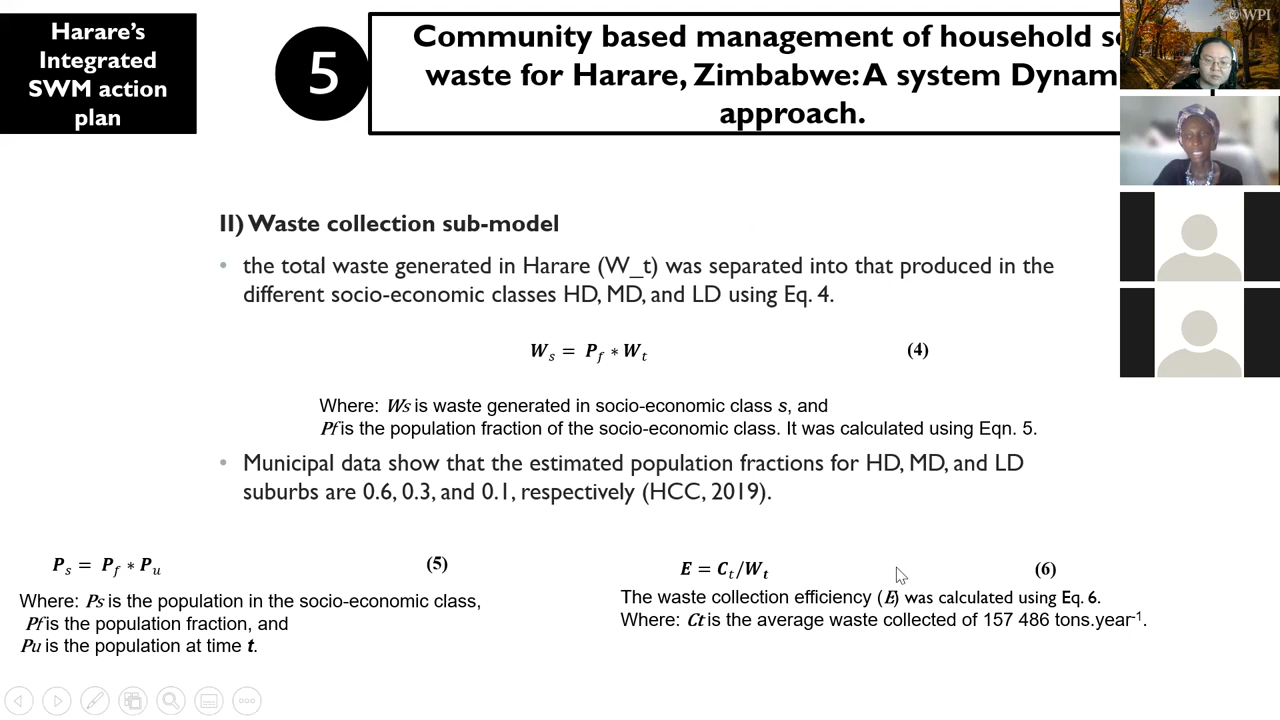 Harare's
Integrated
SWM action
plan
5
Community based management of household so
waste for Harare, Zimbabwe: A system Dynam
approach.
© WPI
II) Waste collection sub-model
• the total waste generated in Harare (W_t) was separated into that produced in the
different socio-economic classes HD, MD, and LD using Eq. 4.
W_s = P_f * W_t (4)
Where: Ws is waste generated in socio-economic class s, and
Pf is the population fraction of the socio-economic class. It was calculated using Eqn. 5.
• Municipal data show that the estimated population fractions for HD, MD, and LD
suburbs are 0.6, 0.3, and 0.1, respectively (HCC, 2019).
P_s = P_f * P_u (5)
Where: Ps is the population in the socio-economic class,
Pf is the population fraction, and
Pu is the population at time t.
E = C_t/W_t (6)
The waste collection efficiency (E) was calculated using Eq. 6.
Where: Ct is the average waste collected of 157 486 tons.year⁻¹.